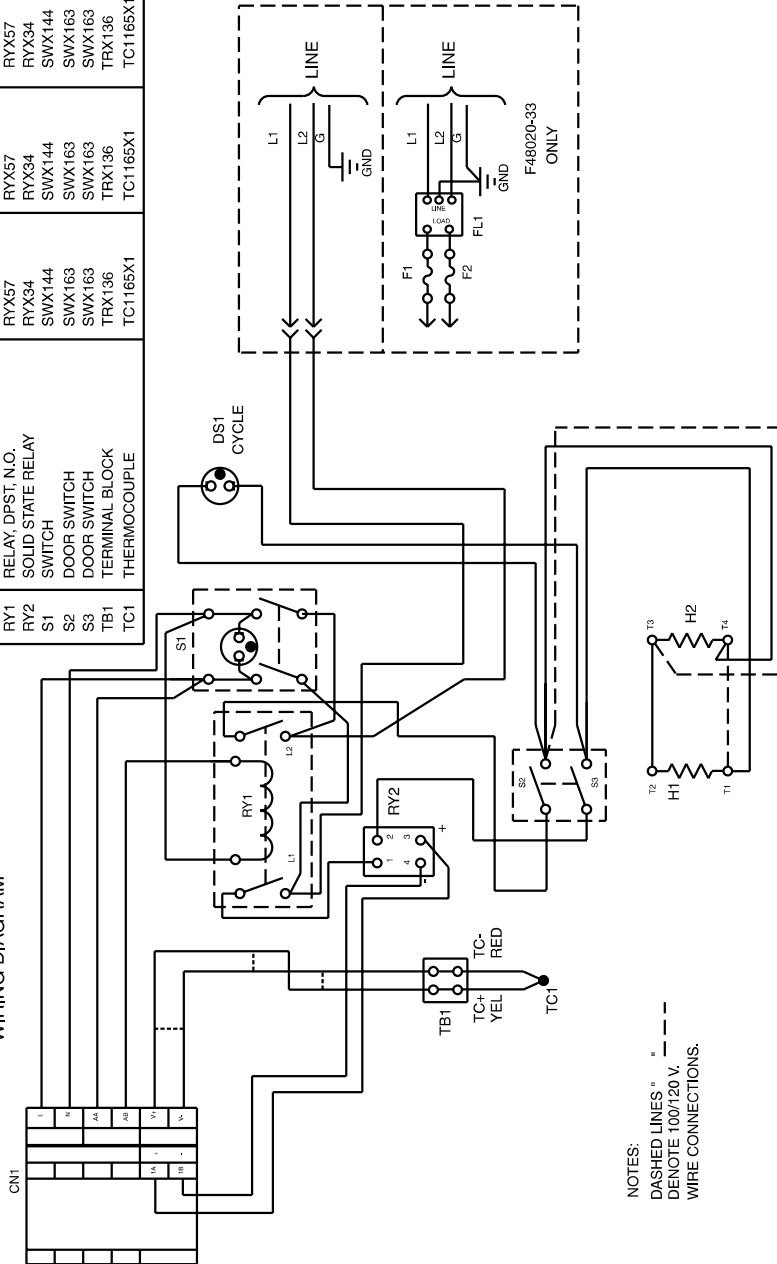 RY1 RELAY, DPST, N.O. RYX57 RYX57 RYX57
RY2 SOLID STATE RELAY RYX34 RYX34 RYX34
S1 SWITCH SWX144 SWX144 SWX144
S2 DOOR SWITCH SWX163 SWX163 SWX163
S3 DOOR SWITCH SWX163 SWX163 SWX163
TB1 TERMINAL BLOCK TRX136 TRX136 TRX136
TC1 THERMOCOUPLE TC1165X1 TC1165X1 TC1165X1
WIRING DIAGRAM
CN1
L
N
AA
AB
V+
V-
+
-
1A
1B
S1
RY1
L1
L2
DS1
CYCLE
L1
L2
G
GND
LINE
L1
L2
G
GND
LINE
F48020-33
ONLY
LINE
LOAD
FL1
F1
F2
RY2
1
2
3
4
+
-
S2
S3
TB1
TC-
RED
TC+
YEL
TC1
T2
H1
T1
T3
H2
T4
NOTES:
DASHED LINES " "
DENOTE 100/120 V.
WIRE CONNECTIONS.